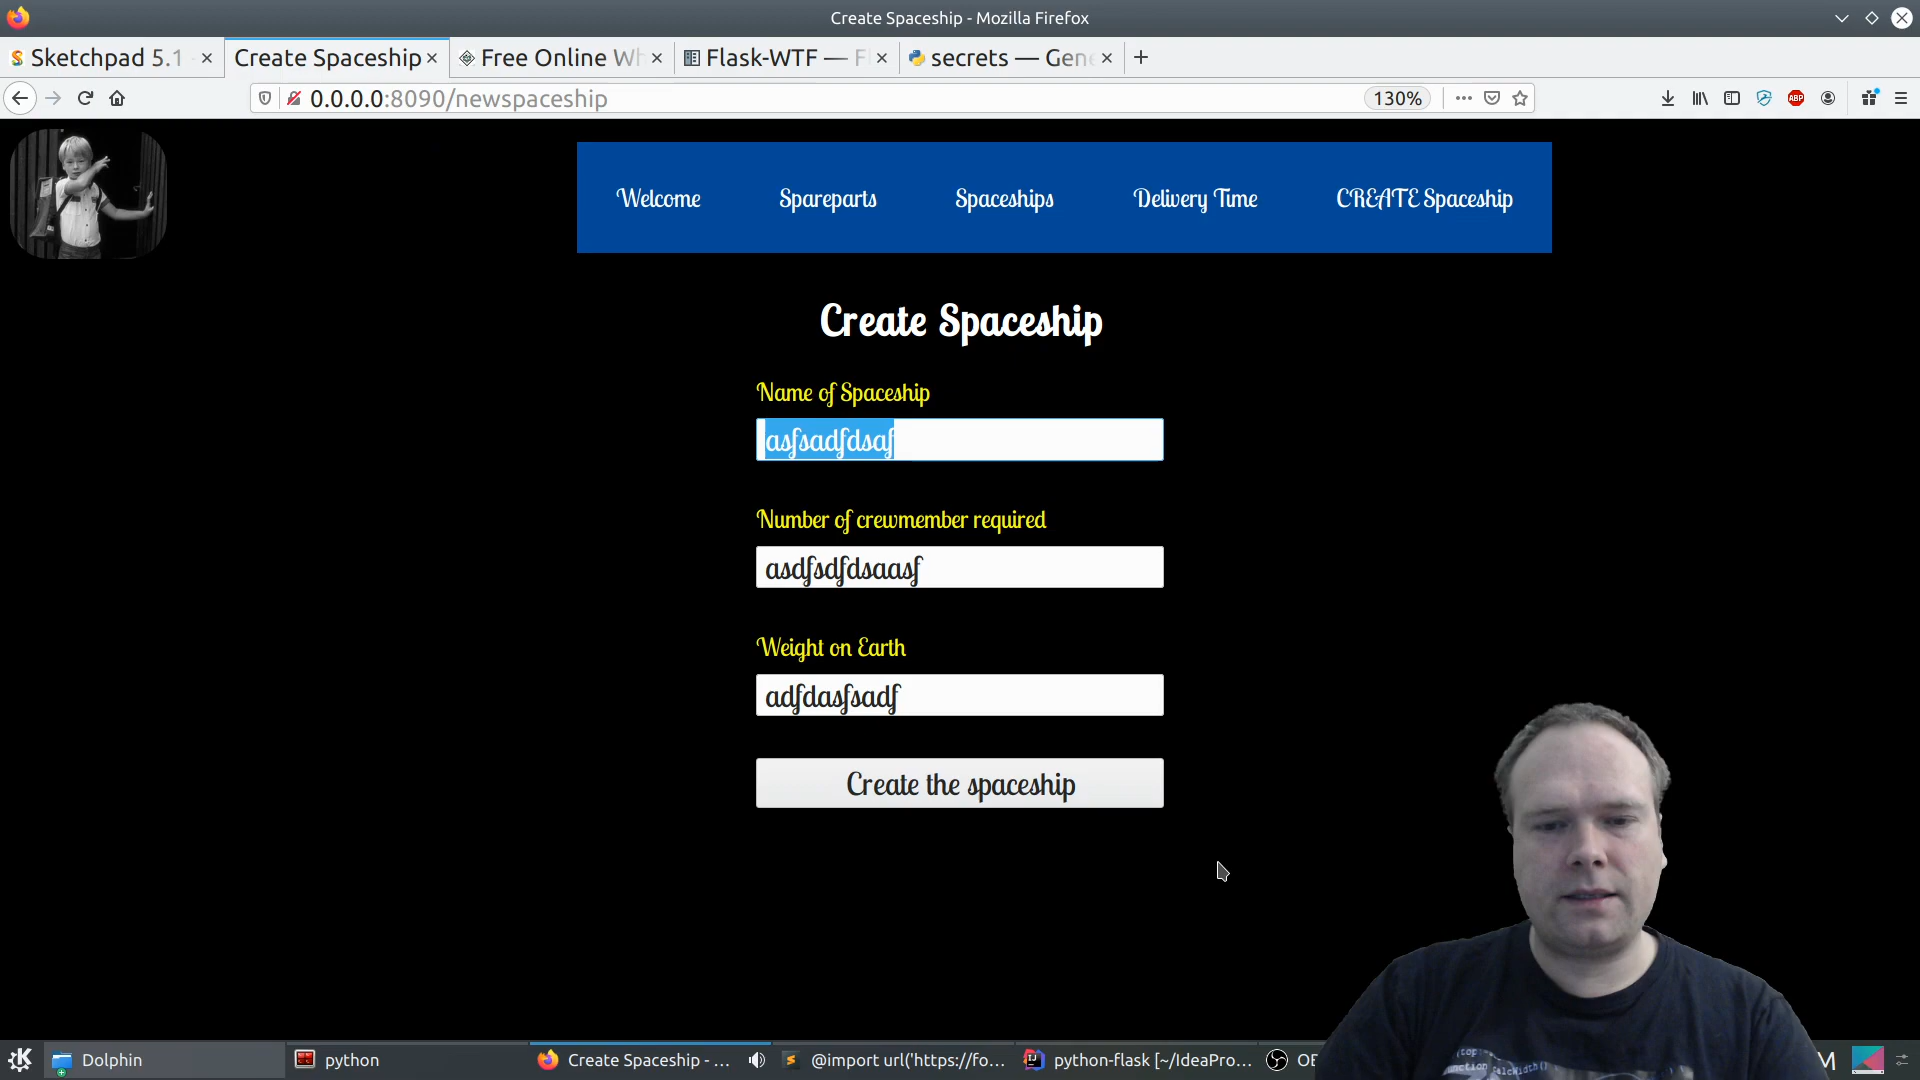 Create Spaceship - Mozilla Firefox
Sketchpad 5.1
Create Spaceship
Free Online Wh
Flask-WTF — F
secrets — Gene
0.0.0.0:8090/newspaceship
130%
ABP
Welcome
Spareparts
Spaceships
Delivery Time
CREATE Spaceship
Create Spaceship
Name of Spaceship
asfsadfdsaf
Number of crewmember required
asdfsdfdsaasf
Weight on Earth
adfdasfsadf
Create the spaceship
Dolphin
python
Create Spaceship - ...
@import url('https://fo...
python-flask [~/IdeaPro...